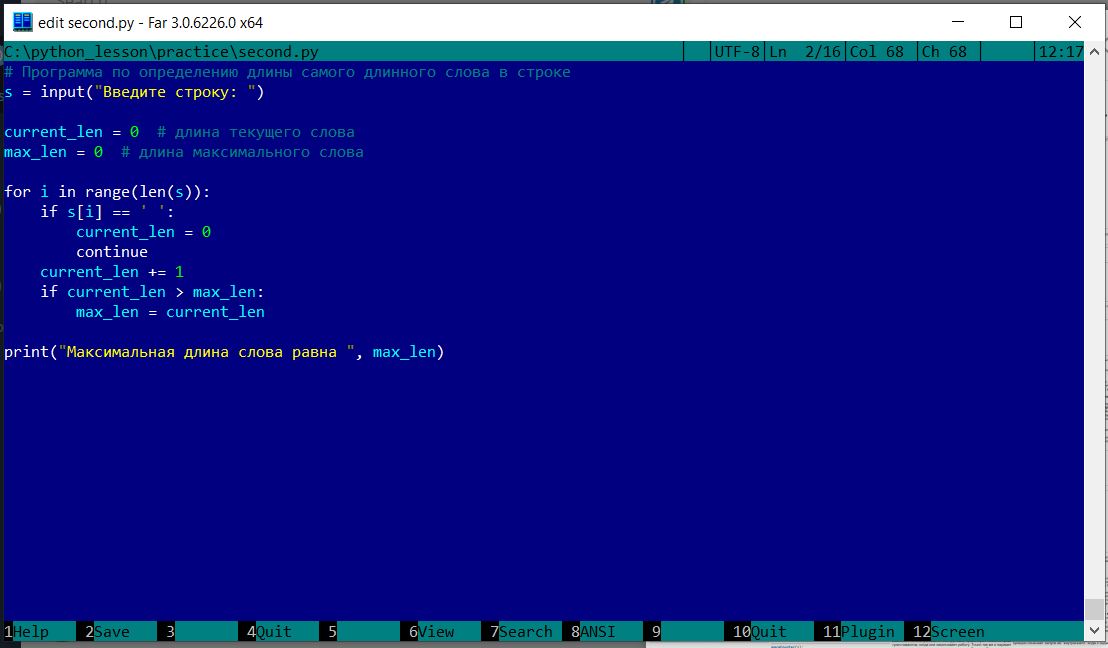 edit second.py - Far 3.0.6226.0 x64
C:\python_lesson\practice\second.py UTF-8 Ln 2/16 Col 68 Ch 68 12:17
# Программа по определению длины самого длинного слова в строке
s = input("Введите строку: ")
current_len = 0  # длина текущего слова
max_len = 0  # длина максимального слова
for i in range(len(s)):
    if s[i] == ' ':
        current_len = 0
        continue
    current_len += 1
    if current_len > max_len:
        max_len = current_len
print("Максимальная длина слова равна ", max_len)
1Help 2Save 3 4Quit 5 6View 7Search 8ANSI 9 10Quit 11Plugin 12Screen